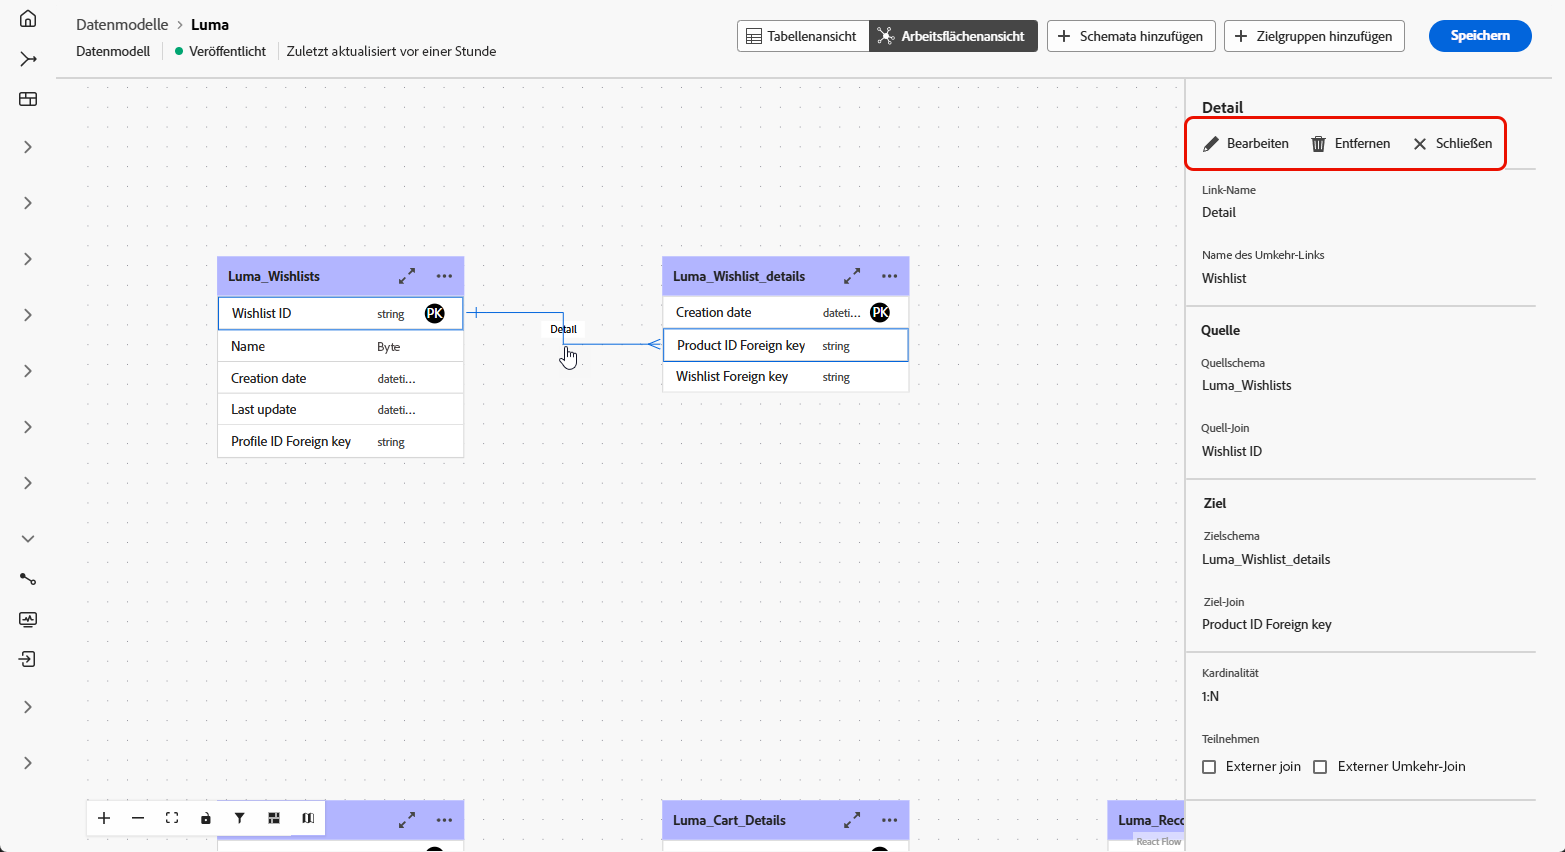 Datenmodelle > Luma
Datenmodell Veröffentlicht Zuletzt aktualisiert vor einer Stunde
Tabellenansicht Arbeitsflächenansicht + Schemata hinzufügen + Zielgruppen hinzufügen Speichern
Luma_Wishlists
Wishlist ID string PK
Name Byte
Creation date dateti...
Last update dateti...
Profile ID Foreign key string
Detail
Luma_Wishlist_details
Creation date dateti... PK
Product ID Foreign key string
Wishlist Foreign key string
Luma_Cart_Details
Luma_Reco
React Flow
Detail
Bearbeiten Entfernen Schließen
Link-Name
Detail
Name des Umkehr-Links
Wishlist
Quelle
Quellschema
Luma_Wishlists
Quell-Join
Wishlist ID
Ziel
Zielschema
Luma_Wishlist_details
Ziel-Join
Product ID Foreign key
Kardinalität
1:N
Teilnehmen
Externer join Externer Umkehr-Join